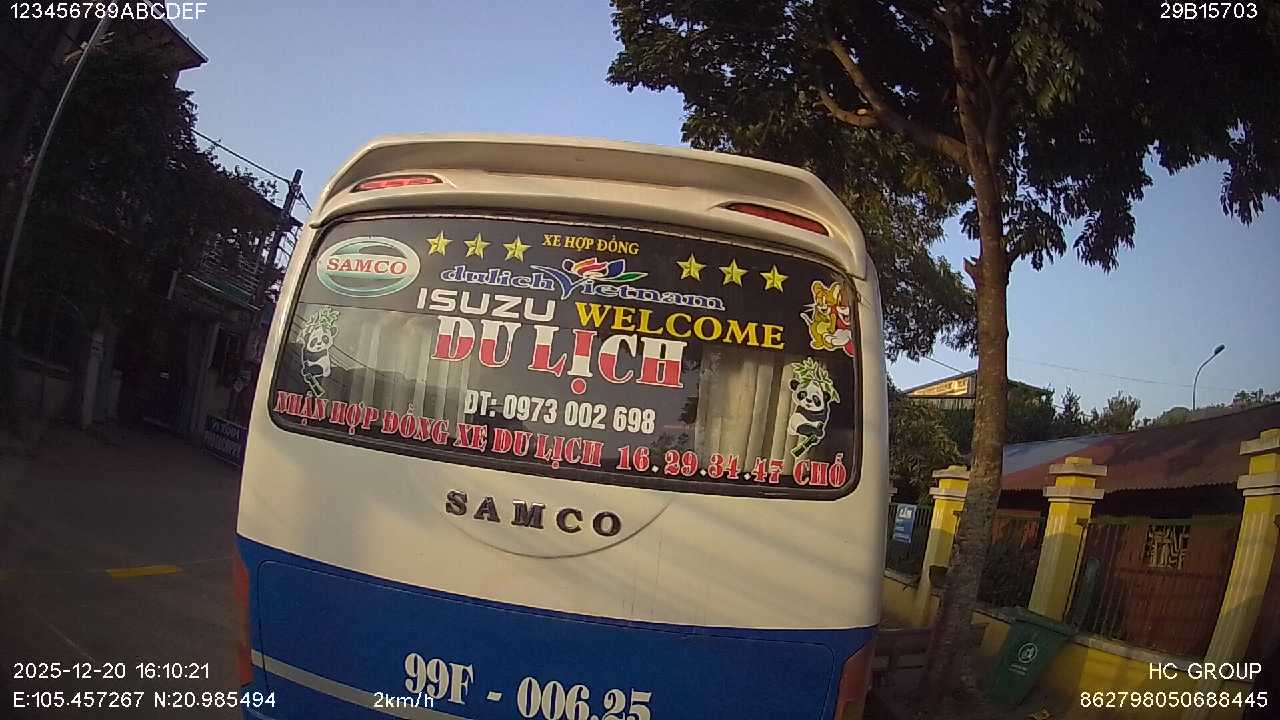 123456789ABCDEF
29B15703
XE HỢP ĐỒNG
SAMCO
dulichVietnam
ISUZU WELCOME
DU LỊCH
ĐT: 0973 002 698
NHẬN HỢP ĐỒNG XE DU LỊCH 16.29.34.47 CHỖ
SAMCO
CẤM
99F - 006.25
2025-12-20 16:10:21
HC GROUP
E:105.457267 N:20.985494
2km/h
862798050688445